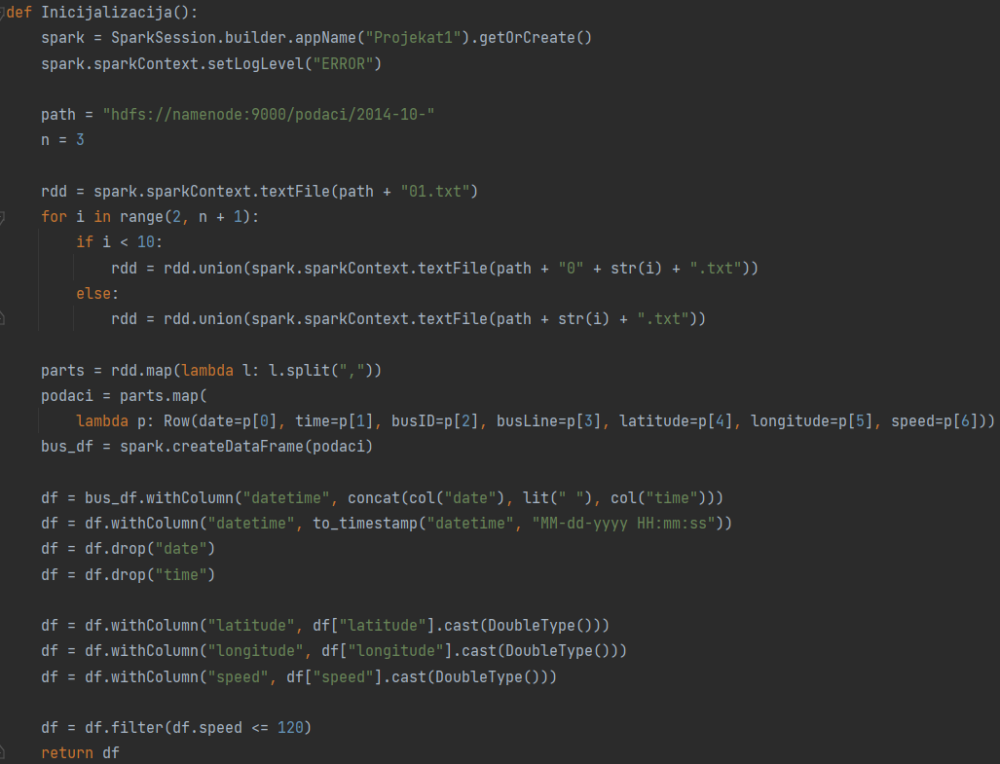 def Inicijalizacija():
    spark = SparkSession.builder.appName("Projekat1").getOrCreate()
    spark.sparkContext.setLogLevel("ERROR")

    path = "hdfs://namenode:9000/podaci/2014-10-"
    n = 3

    rdd = spark.sparkContext.textFile(path + "01.txt")
    for i in range(2, n + 1):
        if i < 10:
            rdd = rdd.union(spark.sparkContext.textFile(path + "0" + str(i) + ".txt"))
        else:
            rdd = rdd.union(spark.sparkContext.textFile(path + str(i) + ".txt"))

    parts = rdd.map(lambda l: l.split(","))
    podaci = parts.map(
        lambda p: Row(date=p[0], time=p[1], busID=p[2], busLine=p[3], latitude=p[4], longitude=p[5], speed=p[6]))
    bus_df = spark.createDataFrame(podaci)

    df = bus_df.withColumn("datetime", concat(col("date"), lit(" "), col("time")))
    df = df.withColumn("datetime", to_timestamp("datetime", "MM-dd-yyyy HH:mm:ss"))
    df = df.drop("date")
    df = df.drop("time")

    df = df.withColumn("latitude", df["latitude"].cast(DoubleType()))
    df = df.withColumn("longitude", df["longitude"].cast(DoubleType()))
    df = df.withColumn("speed", df["speed"].cast(DoubleType()))

    df = df.filter(df.speed <= 120)
    return df